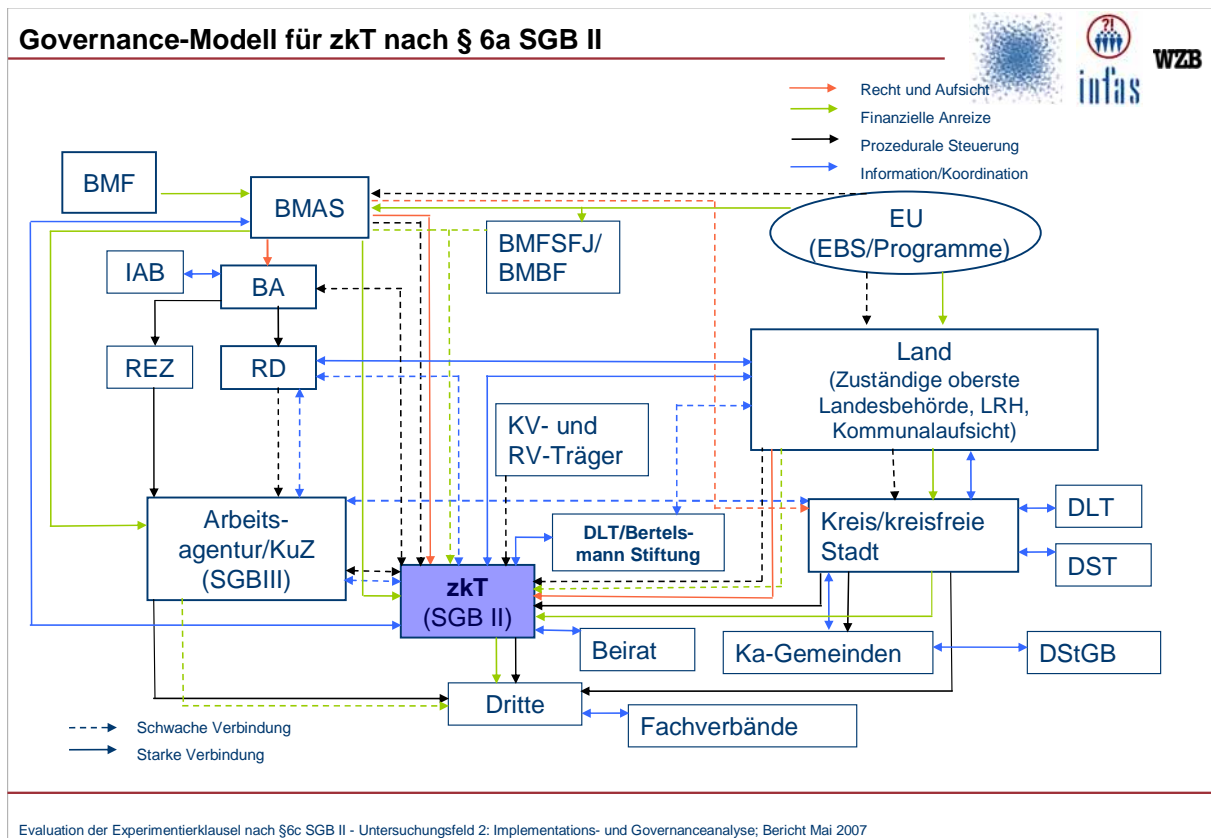 Governance-Modell für zkT nach § 6a SGB II
?!
infas
WZB
Recht und Aufsicht
Finanzielle Anreize
Prozedurale Steuerung
Information/Koordination
BMF
BMAS
EU
(EBS/Programme)
BMFSFJ/
BMBF
IAB
BA
REZ
RD
Land
(Zuständige oberste
Landesbehörde, LRH,
Kommunalaufsicht)
KV- und
RV-Träger
Arbeits-
agentur/KuZ
(SGBIII)
DLT/Bertels-
mann Stiftung
Kreis/kreisfreie
Stadt
DLT
DST
zkT
(SGB II)
Beirat
Ka-Gemeinden
DStGB
Dritte
Fachverbände
Schwache Verbindung
Starke Verbindung
Evaluation der Experimentierklausel nach §6c SGB II - Untersuchungsfeld 2: Implementations- und Governanceanalyse; Bericht Mai 2007